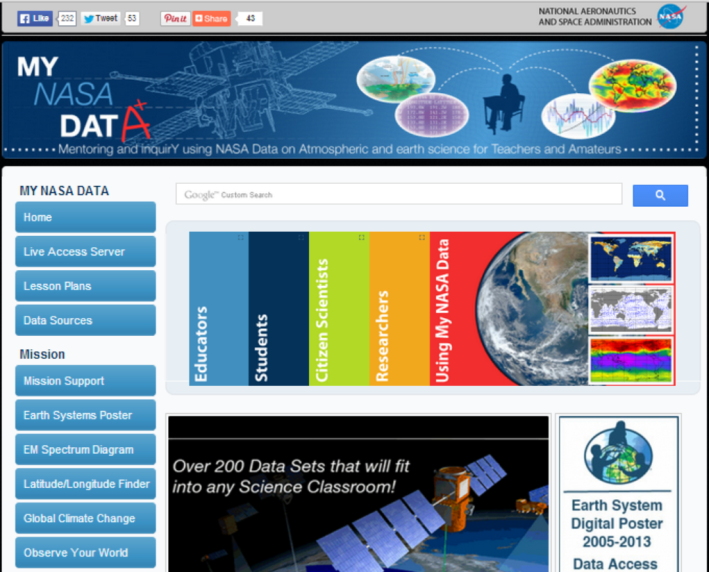 Like 232 Tweet 53 Pin it Share 43
NATIONAL AERONAUTICS
AND SPACE ADMINISTRATION
NASA
MY
NASA
DATA+
Mentoring and inquirY using NASA Data on Atmospheric and earth science for Teachers and Amateurs
MY NASA DATA
Home
Live Access Server
Lesson Plans
Data Sources
Mission
Mission Support
Earth Systems Poster
EM Spectrum Diagram
Latitude/Longitude Finder
Global Climate Change
Observe Your World
Google™ Custom Search
Educators
Students
Citizen Scientists
Researchers
Using My NASA Data
Over 200 Data Sets that will fit
into any Science Classroom!
Earth System
Digital Poster
2005-2013
Data Access